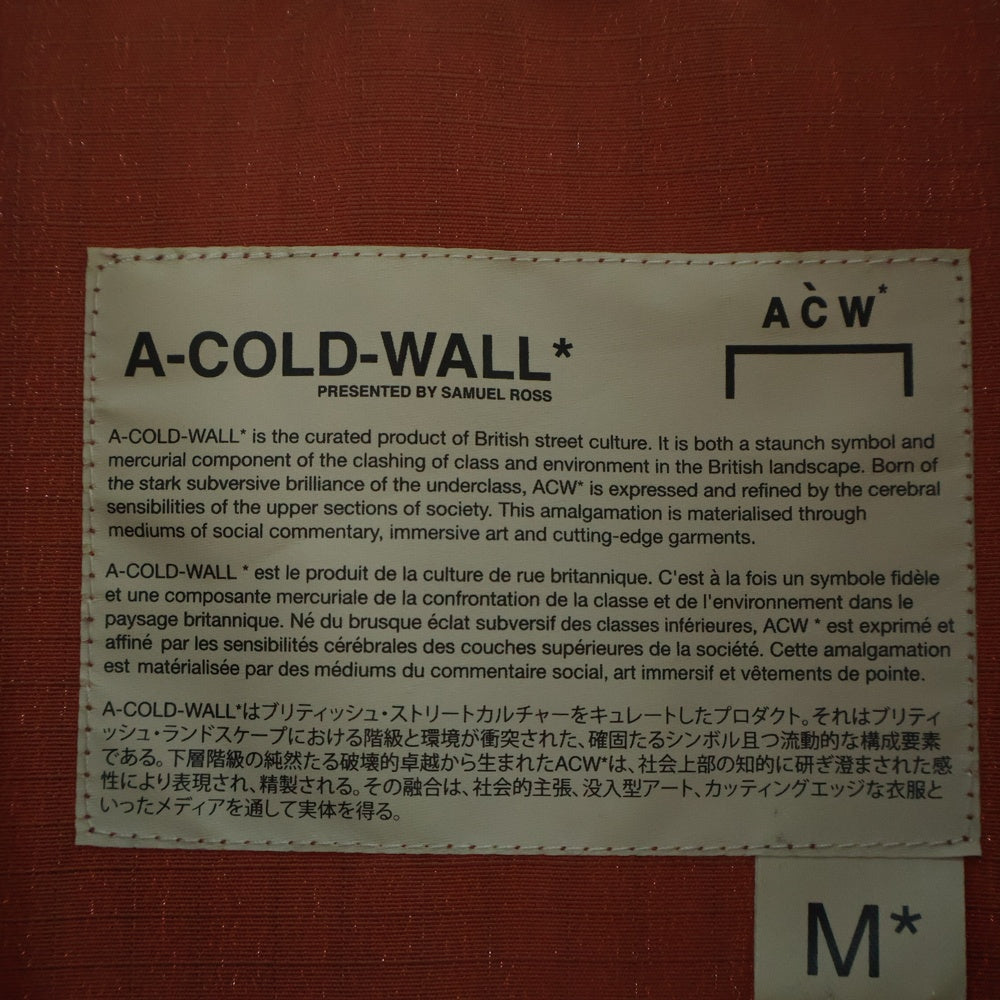 ACW*
A-COLD-WALL*
PRESENTED BY SAMUEL ROSS
A-COLD-WALL* is the curated product of British street culture. It is both a staunch symbol and
mercurial component of the clashing of class and environment in the British landscape. Born of
the stark subversive brilliance of the underclass, ACW* is expressed and refined by the cerebral
sensibilities of the upper sections of society. This amalgamation is materialised through
mediums of social commentary, immersive art and cutting-edge garments.
A-COLD-WALL * est le produit de la culture de rue britannique. C'est à la fois un symbole fidèle
et une composante mercuriale de la confrontation de la classe et de l'environnement dans le
paysage britannique. Né du brusque éclat subversif des classes inférieures, ACW * est exprimé et
affiné par les sensibilités cérébrales des couches supérieures de la société. Cette amalgamation
est matérialisée par des médiums du commentaire social, art immersif et vêtements de pointe.
A-COLD-WALL*はブリティッシュ・ストリートカルチャーをキュレートしたプロダクト。それはブリティ
ッシュ・ランドスケープにおける階級と環境が衝突された、確固たるシンボル且つ流動的な構成要素
である。下層階級の純然たる破壊的卓越から生まれたACW*は、社会上部の知的に研ぎ澄まされた感
性により表現され、精製される。その融合は、社会的主張、没入型アート、カッティングエッジな衣服と
いったメディアを通して実体を得る。
M*